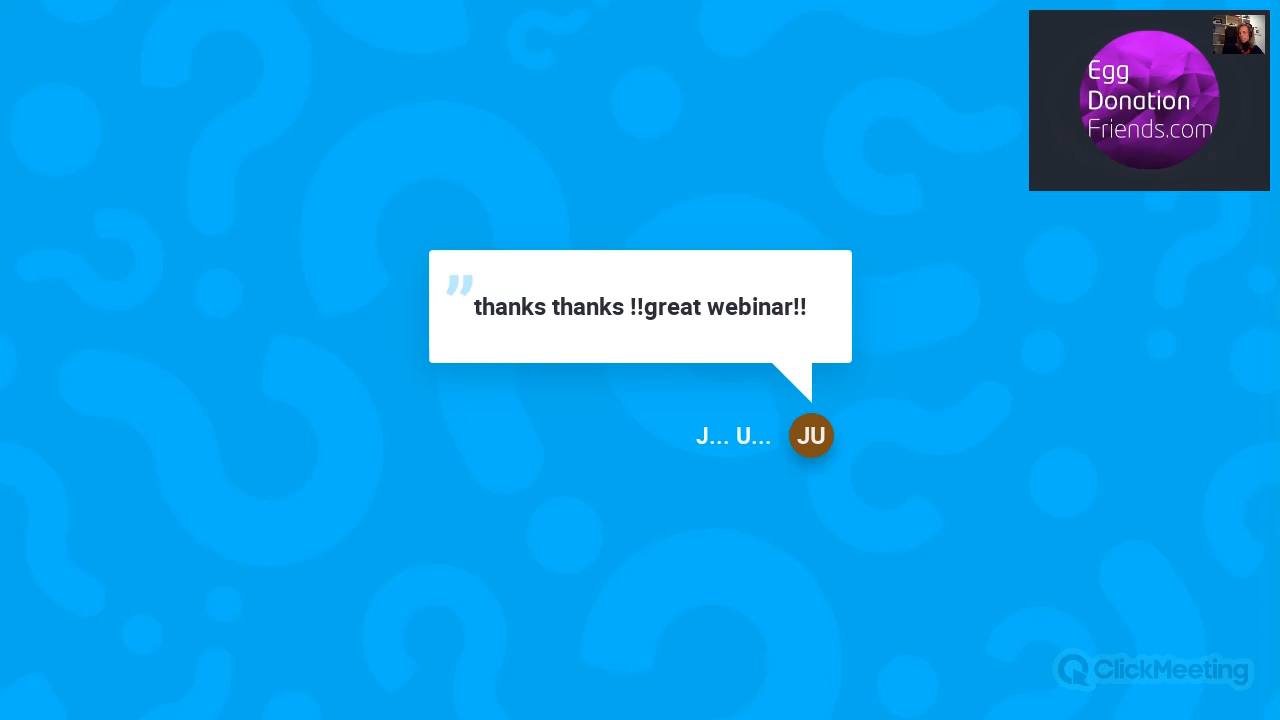 Egg
Donation
Friends.com
” thanks thanks !!great webinar!!
J... U... JU
ClickMeeting